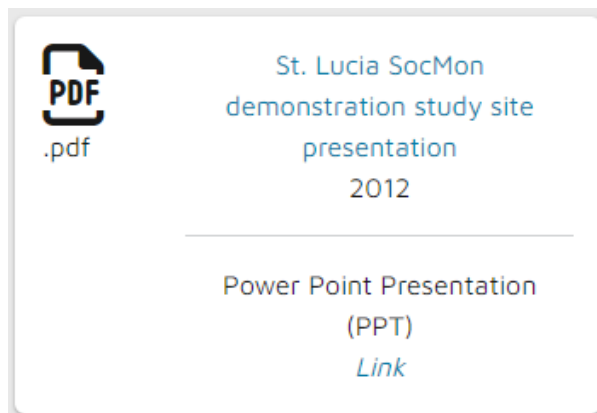 PDF
.pdf
St. Lucia SocMon
demonstration study site
presentation
2012
Power Point Presentation
(PPT)
Link